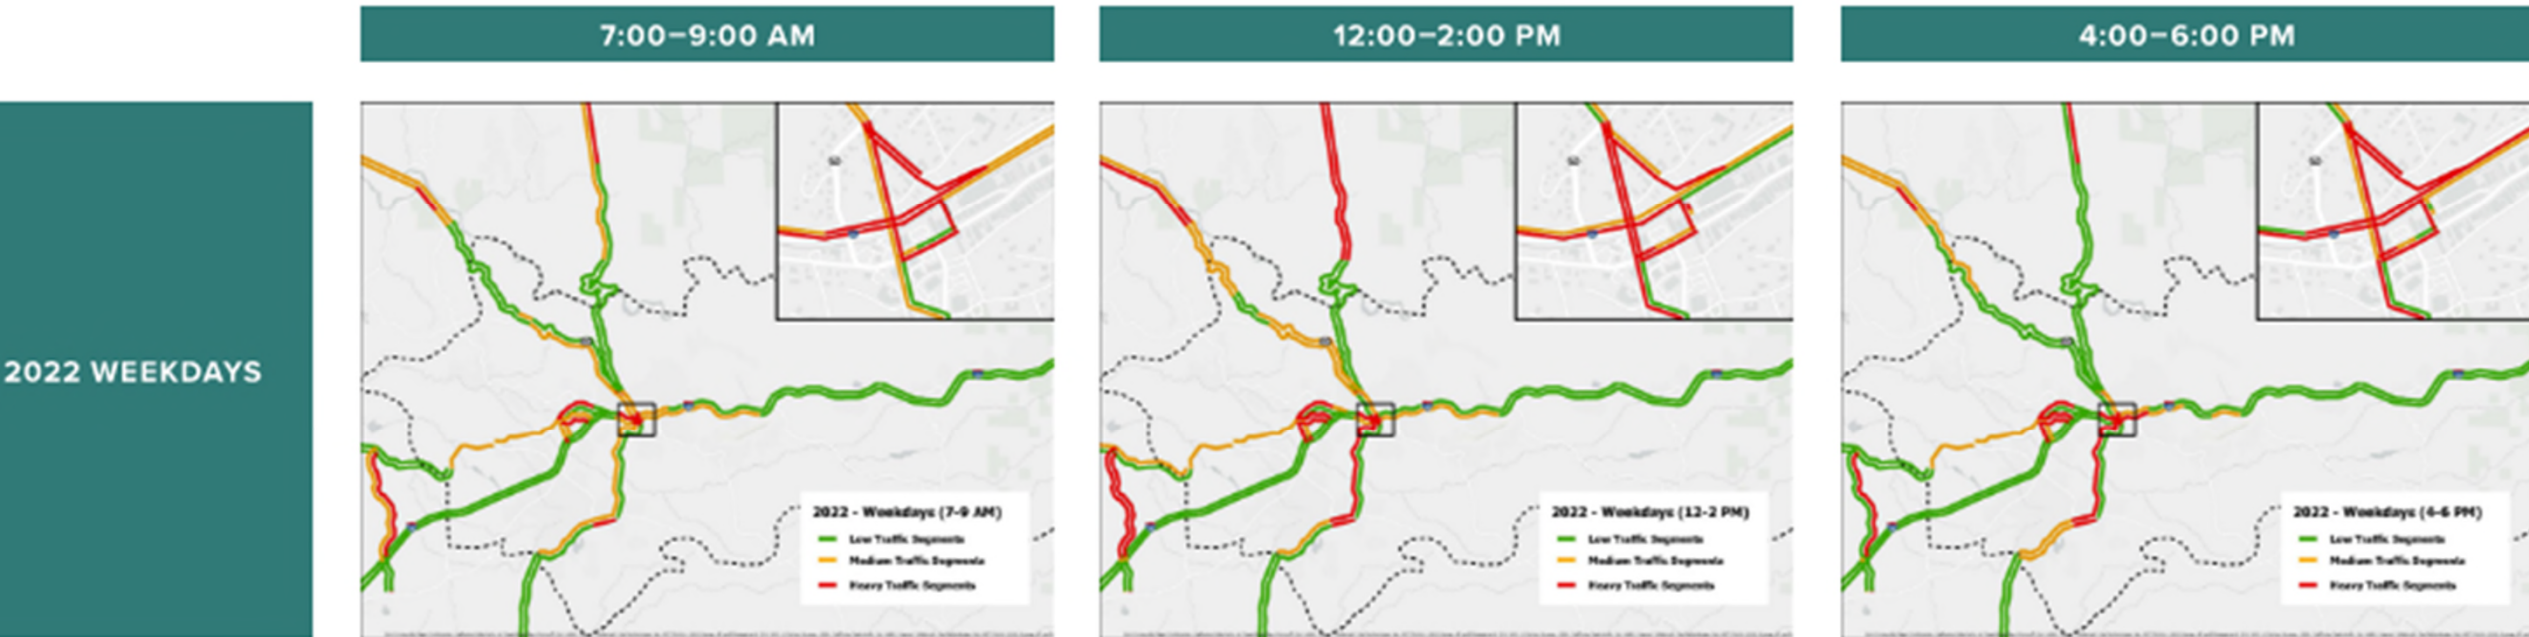 7:00–9:00 AM
12:00–2:00 PM
4:00–6:00 PM
2022 WEEKDAYS
2022 - Weekdays (7-9 AM)
Low Traffic Segments
Medium Traffic Segments
Heavy Traffic Segments
2022 - Weekdays (12-2 PM)
Low Traffic Segments
Medium Traffic Segments
Heavy Traffic Segments
2022 - Weekdays (4-6 PM)
Low Traffic Segments
Medium Traffic Segments
Heavy Traffic Segments